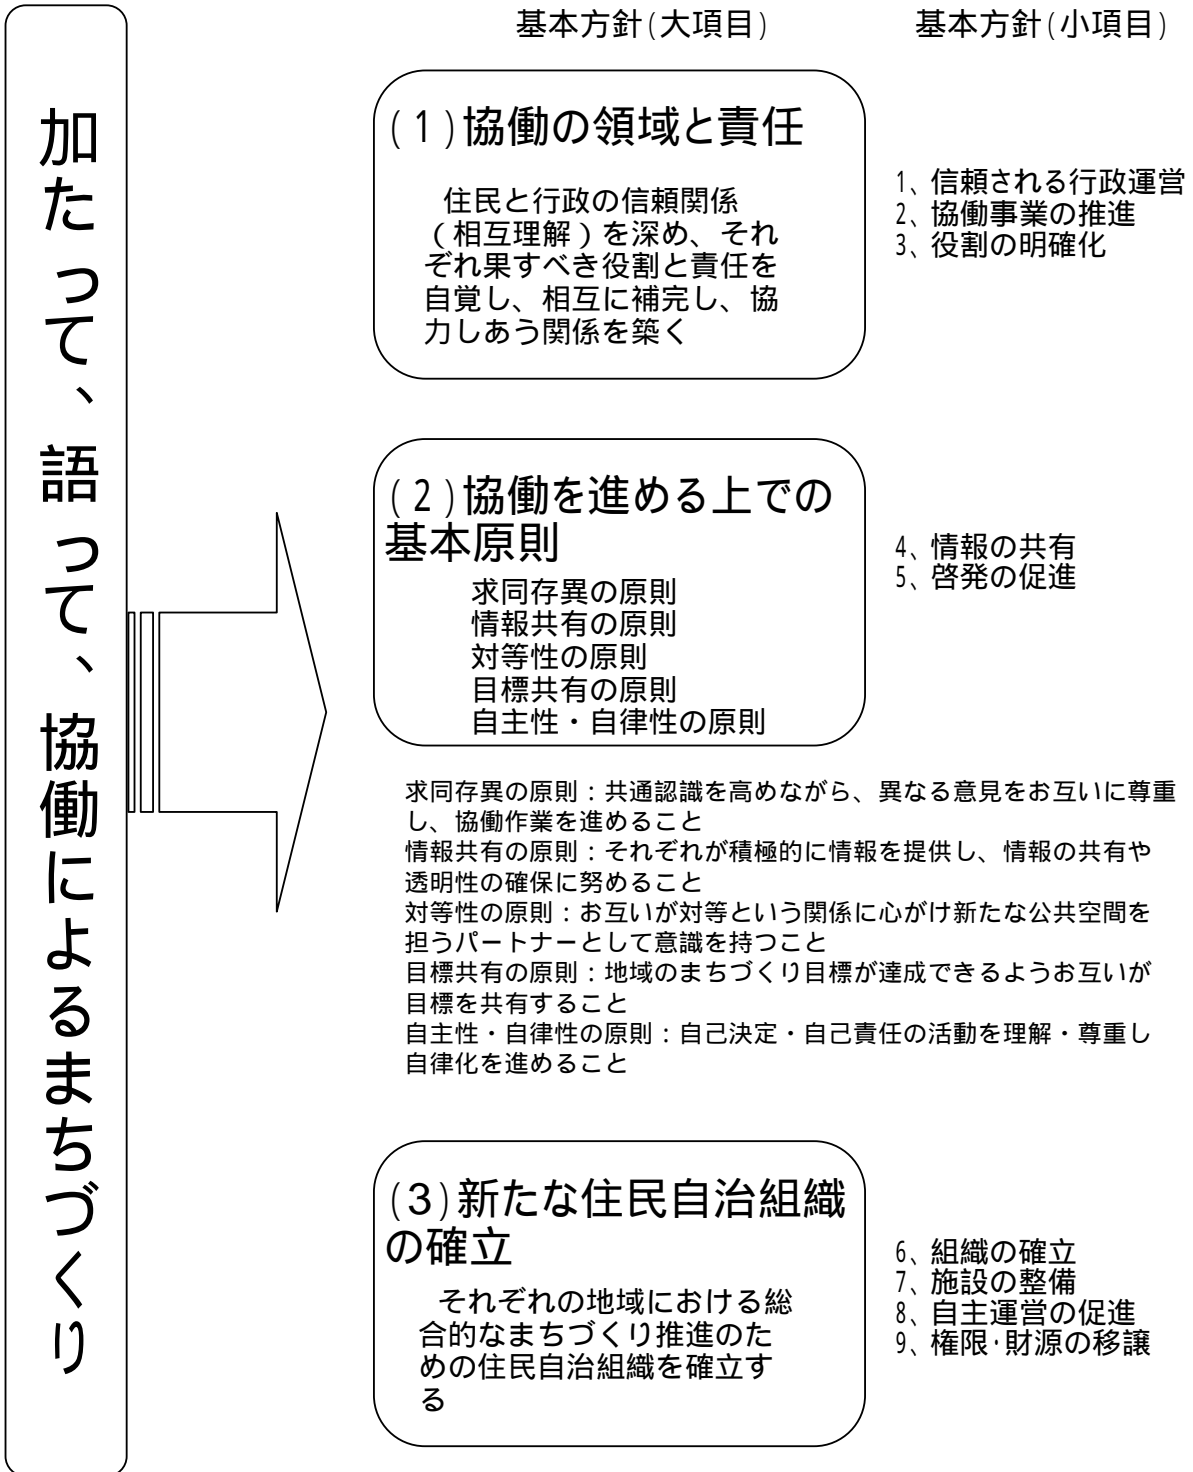 加たって、語って、協働によるまちづくり
基本方針(大項目)
基本方針(小項目)
(1)協働の領域と責任
住民と行政の信頼関係
(相互理解)を深め、それ
ぞれ果すべき役割と責任を
自覚し、相互に補完し、協
力しあう関係を築く
1、信頼される行政運営
2、協働事業の推進
3、役割の明確化
(2)協働を進める上での
基本原則
求同存異の原則
情報共有の原則
対等性の原則
目標共有の原則
自主性・自律性の原則
4、情報の共有
5、啓発の促進
求同存異の原則:共通認識を高めながら、異なる意見をお互いに尊重
し、協働作業を進めること
情報共有の原則:それぞれが積極的に情報を提供し、情報の共有や
透明性の確保に努めること
対等性の原則:お互いが対等という関係に心がけ新たな公共空間を
担うパートナーとして意識を持つこと
目標共有の原則:地域のまちづくり目標が達成できるようお互いが
目標を共有すること
自主性・自律性の原則:自己決定・自己責任の活動を理解・尊重し
自律化を進めること
(3)新たな住民自治組織
の確立
それぞれの地域における総
合的なまちづくり推進のた
めの住民自治組織を確立す
る
6、組織の確立
7、施設の整備
8、自主運営の促進
9、権限・財源の移譲